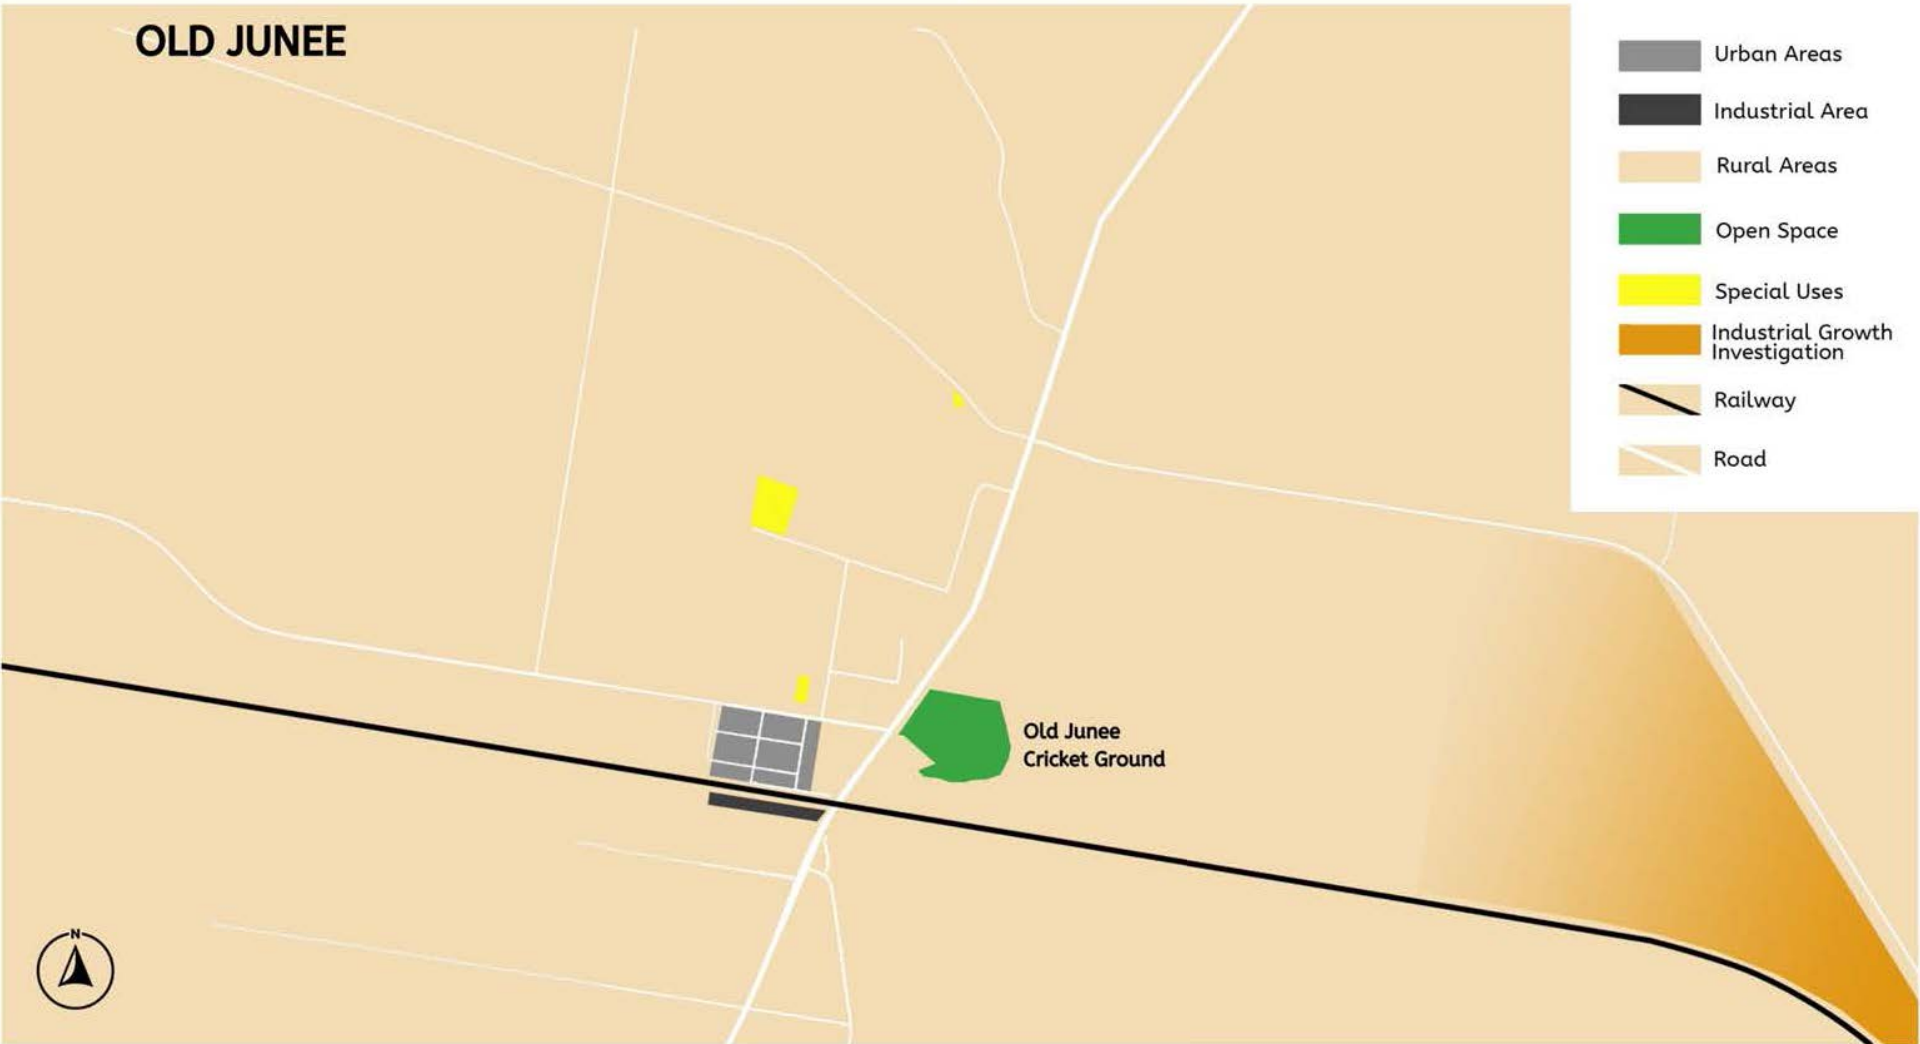 OLD JUNEE
Urban Areas
Industrial Area
Rural Areas
Open Space
Special Uses
Industrial Growth
Investigation
Railway
Road
Old Junee
Cricket Ground
N